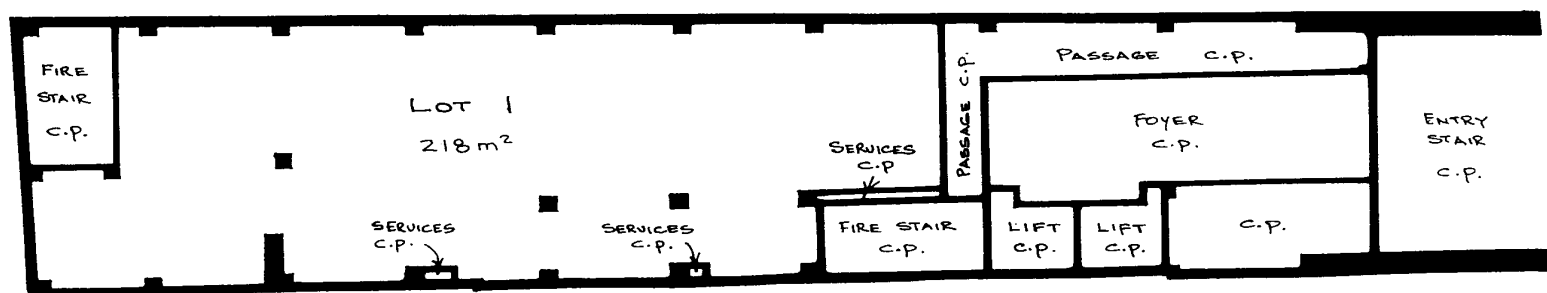 FIRE
STAIR
C.P.
LOT 1
218 m²
SERVICES
C.P.
SERVICES
C.P.
SERVICES
C.P
FIRE STAIR
C.P.
PASSAGE C.P.
PASSAGE C.P.
FOYER
C.P.
LIFT
C.P.
LIFT
C.P.
C.P.
ENTRY
STAIR
C.P.